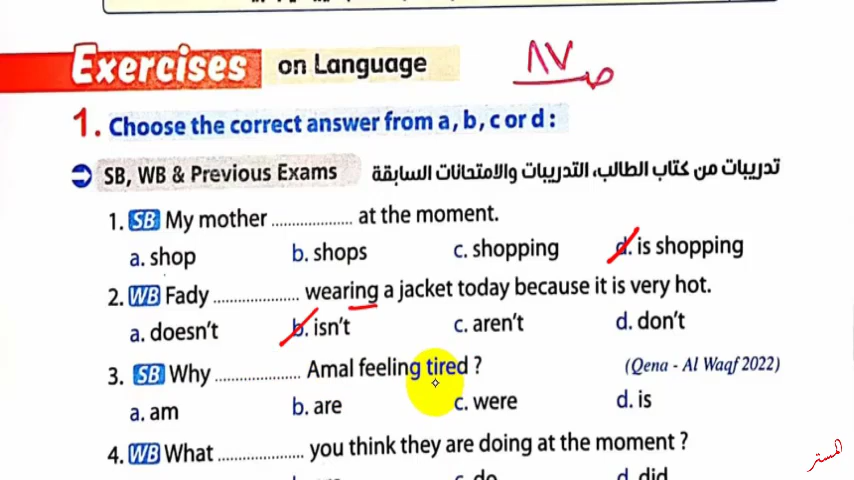 Exercises on Language ص ٨٧
1. Choose the correct answer from a, b, c or d :
SB, WB & Previous Exams تدريبات من كتاب الطالب، التدريبات والامتحانات السابقة
1. SB My mother .................... at the moment.
a. shop b. shops c. shopping d. is shopping
2. WB Fady ..................... wearing a jacket today because it is very hot.
a. doesn't b. isn't c. aren't d. don't
3. SB Why ..................... Amal feeling tired ? (Qena - Al Waqf 2022)
a. am b. are c. were d. is
4. WB What ..................... you think they are doing at the moment ?
c. do d. did
المستر